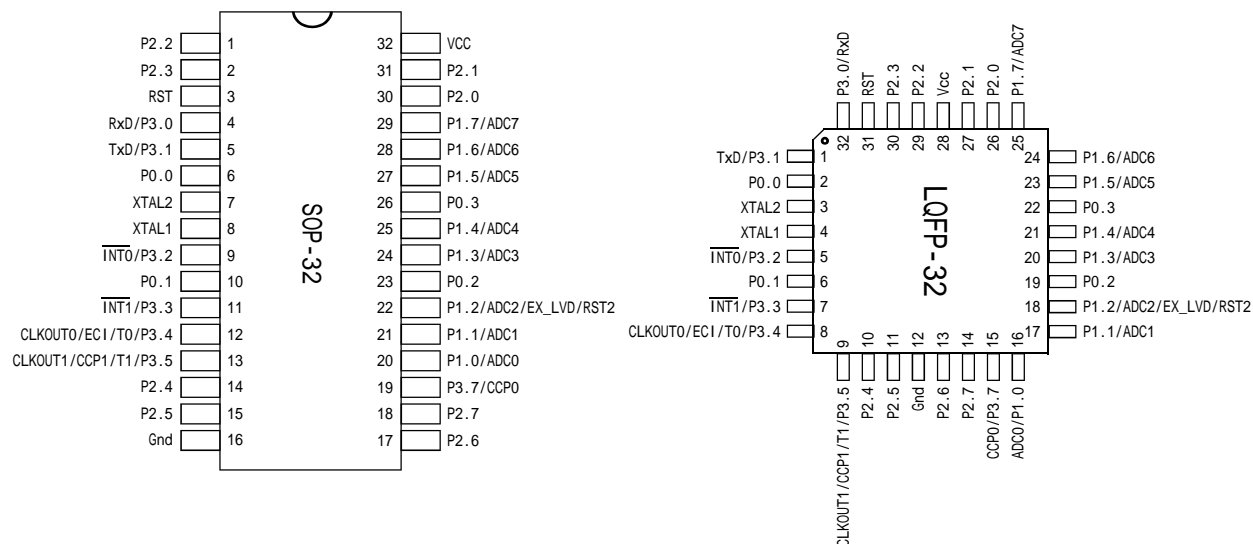 P2.2 1 32 VCC
P2.3 2 31 P2.1
RST 3 30 P2.0
RxD/P3.0 4 29 P1.7/ADC7
TxD/P3.1 5 28 P1.6/ADC6
P0.0 6 27 P1.5/ADC5
XTAL2 7 26 P0.3
XTAL1 8 25 P1.4/ADC4
INT0/P3.2 9 24 P1.3/ADC3
P0.1 10 23 P0.2
INT1/P3.3 11 22 P1.2/ADC2/EX_LVD/RST2
CLKOUT0/ECI/T0/P3.4 12 21 P1.1/ADC1
CLKOUT1/CCP1/T1/P3.5 13 20 P1.0/ADC0
P2.4 14 19 P3.7/CCP0
P2.5 15 18 P2.7
Gnd 16 17 P2.6
SOP-32
P3.0/RxD
RST
P2.3
P2.2
Vcc
P2.1
P2.0
P1.7/ADC7
32 31 30 29 28 27 26 25
TxD/P3.1 1 24 P1.6/ADC6
P0.0 2 23 P1.5/ADC5
XTAL2 3 22 P0.3
XTAL1 4 21 P1.4/ADC4
INT0/P3.2 5 20 P1.3/ADC3
P0.1 6 19 P0.2
INT1/P3.3 7 18 P1.2/ADC2/EX_LVD/RST2
CLKOUT0/ECI/T0/P3.4 8 17 P1.1/ADC1
LQFP-32
9 10 11 12 13 14 15 16
CLKOUT1/CCP1/T1/P3.5
P2.4
P2.5
Gnd
P2.6
P2.7
CCP0/P3.7
ADC0/P1.0